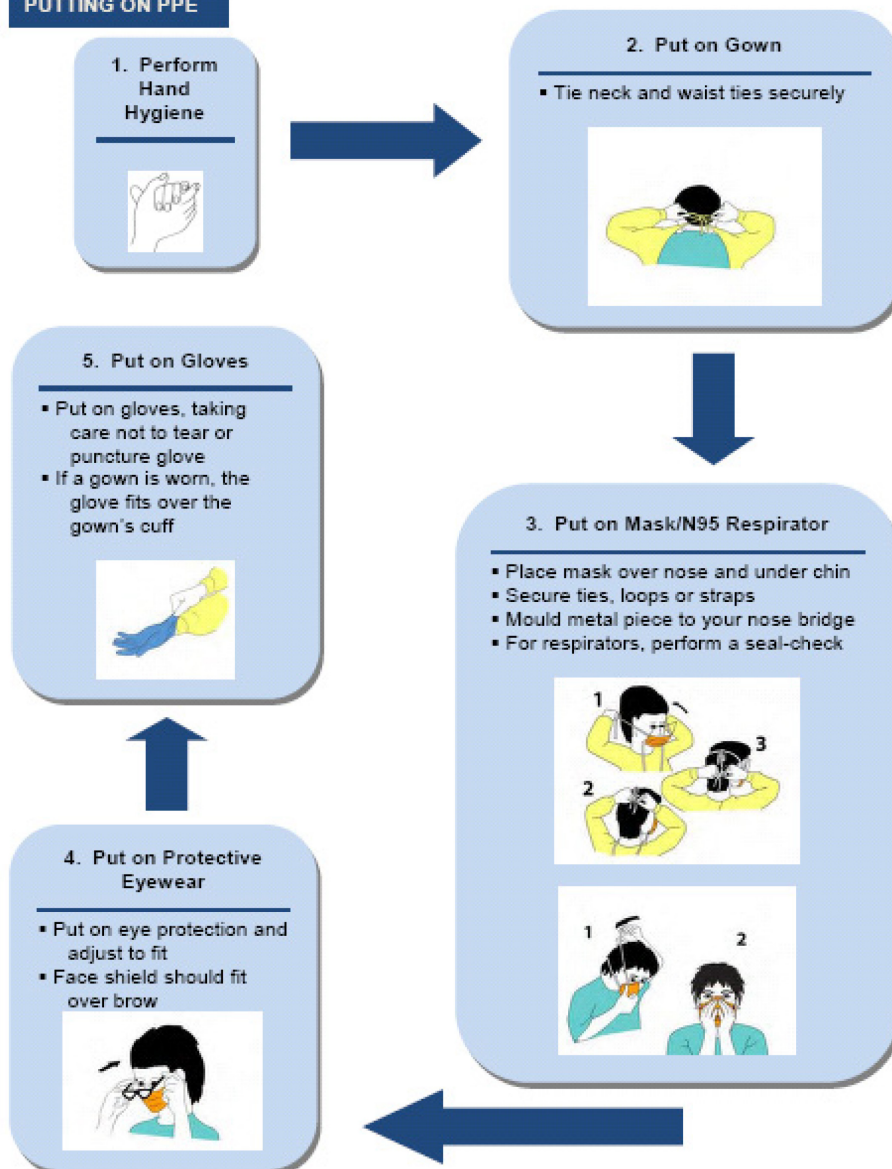 PUTTING ON PPE
1. Perform
Hand
Hygiene
2. Put on Gown
▪ Tie neck and waist ties securely
3. Put on Mask/N95 Respirator
▪ Place mask over nose and under chin
▪ Secure ties, loops or straps
▪ Mould metal piece to your nose bridge
▪ For respirators, perform a seal-check
1
2
3
1
2
4. Put on Protective
Eyewear
▪ Put on eye protection and
adjust to fit
▪ Face shield should fit
over brow
5. Put on Gloves
▪ Put on gloves, taking
care not to tear or
puncture glove
▪ If a gown is worn, the
glove fits over the
gown's cuff